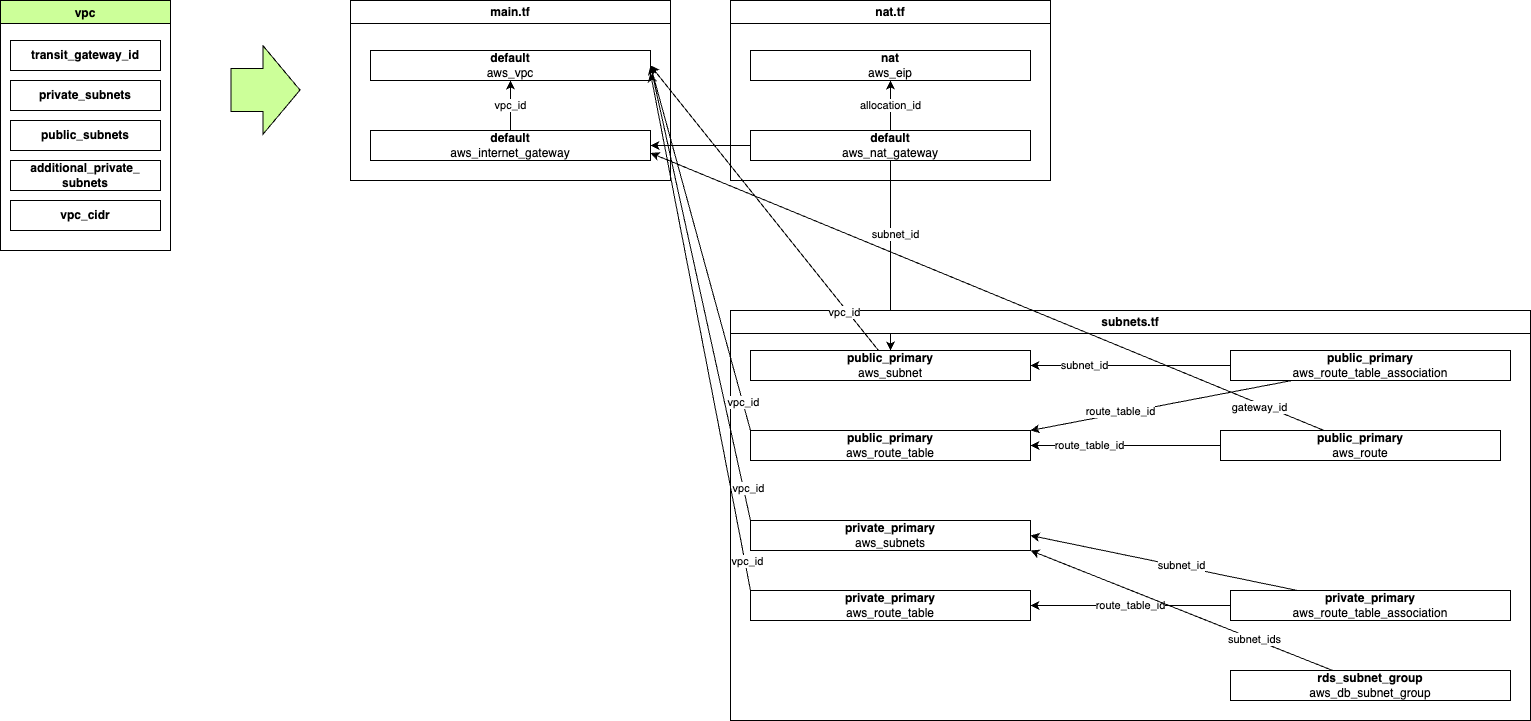 vpc
transit_gateway_id
private_subnets
public_subnets
additional_private_
subnets
vpc_cidr
main.tf
default
aws_vpc
vpc_id
default
aws_internet_gateway
nat.tf
nat
aws_eip
allocation_id
default
aws_nat_gateway
subnet_id
vpc_id
subnets.tf
public_primary
aws_subnet
subnet_id
public_primary
aws_route_table_association
vpc_id
route_table_id
gateway_id
public_primary
aws_route_table
route_table_id
public_primary
aws_route
vpc_id
private_primary
aws_subnets
vpc_id
subnet_id
private_primary
aws_route_table
route_table_id
private_primary
aws_route_table_association
subnet_ids
rds_subnet_group
aws_db_subnet_group